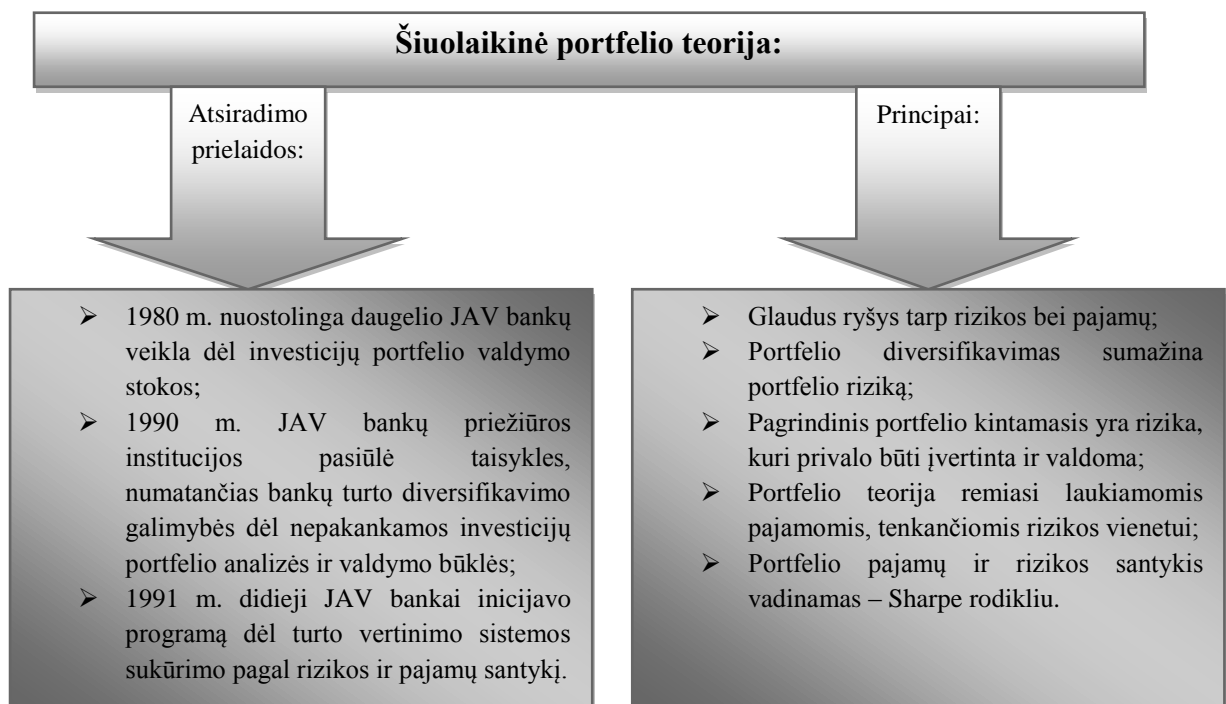 Šiuolaikinė portfelio teorija:
Atsiradimo
prielaidos:
➢ 1980 m. nuostolinga daugelio JAV bankų
veikla dėl investicijų portfelio valdymo
stokos;
➢ 1990 m. JAV bankų priežiūros
institucijos pasiūlė taisykles,
numatančias bankų turto diversifikavimo
galimybės dėl nepakankamos investicijų
portfelio analizės ir valdymo būklės;
➢ 1991 m. didieji JAV bankai inicijavo
programą dėl turto vertinimo sistemos
sukūrimo pagal rizikos ir pajamų santykį.
Principai:
➢ Glaudus ryšys tarp rizikos bei pajamų;
➢ Portfelio diversifikavimas sumažina
portfelio riziką;
➢ Pagrindinis portfelio kintamasis yra rizika,
kuri privalo būti įvertinta ir valdoma;
➢ Portfelio teorija remiasi laukiamomis
pajamomis, tenkančiomis rizikos vienetui;
➢ Portfelio pajamų ir rizikos santykis
vadinamas – Sharpe rodikliu.